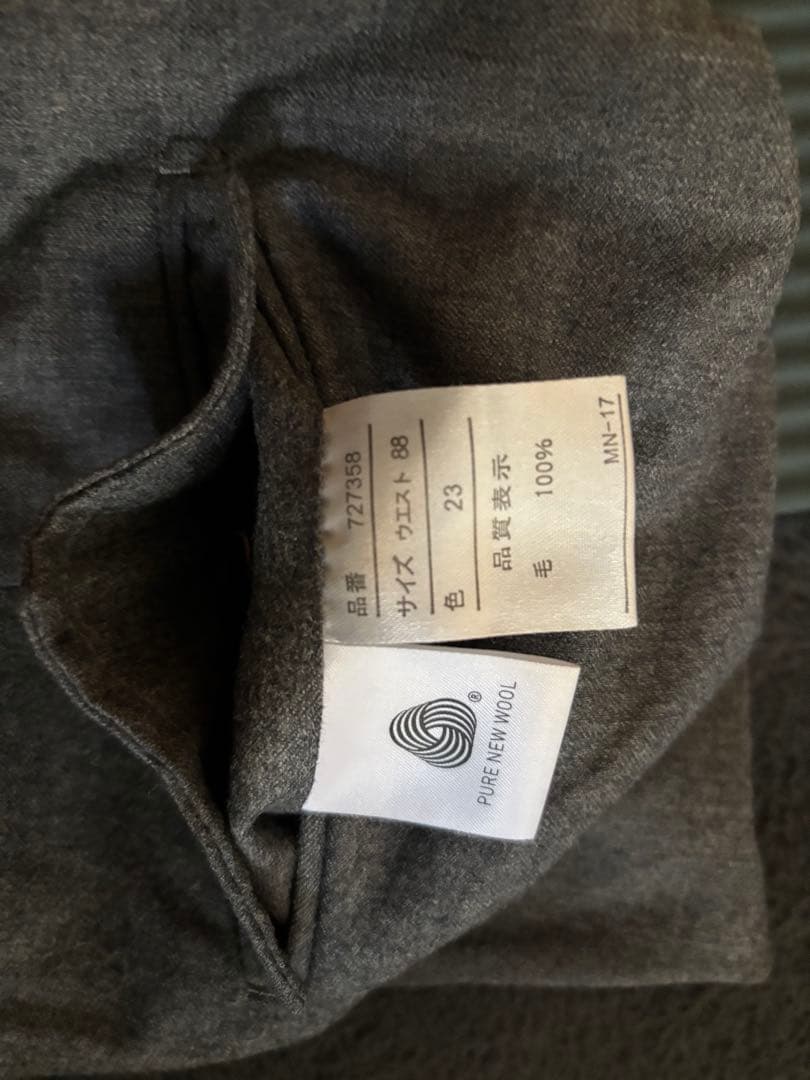 品番 727358
サイズ ウエスト 88
色 23
品質表示
毛 100%
MN-17
®
PURE NEW WOOL